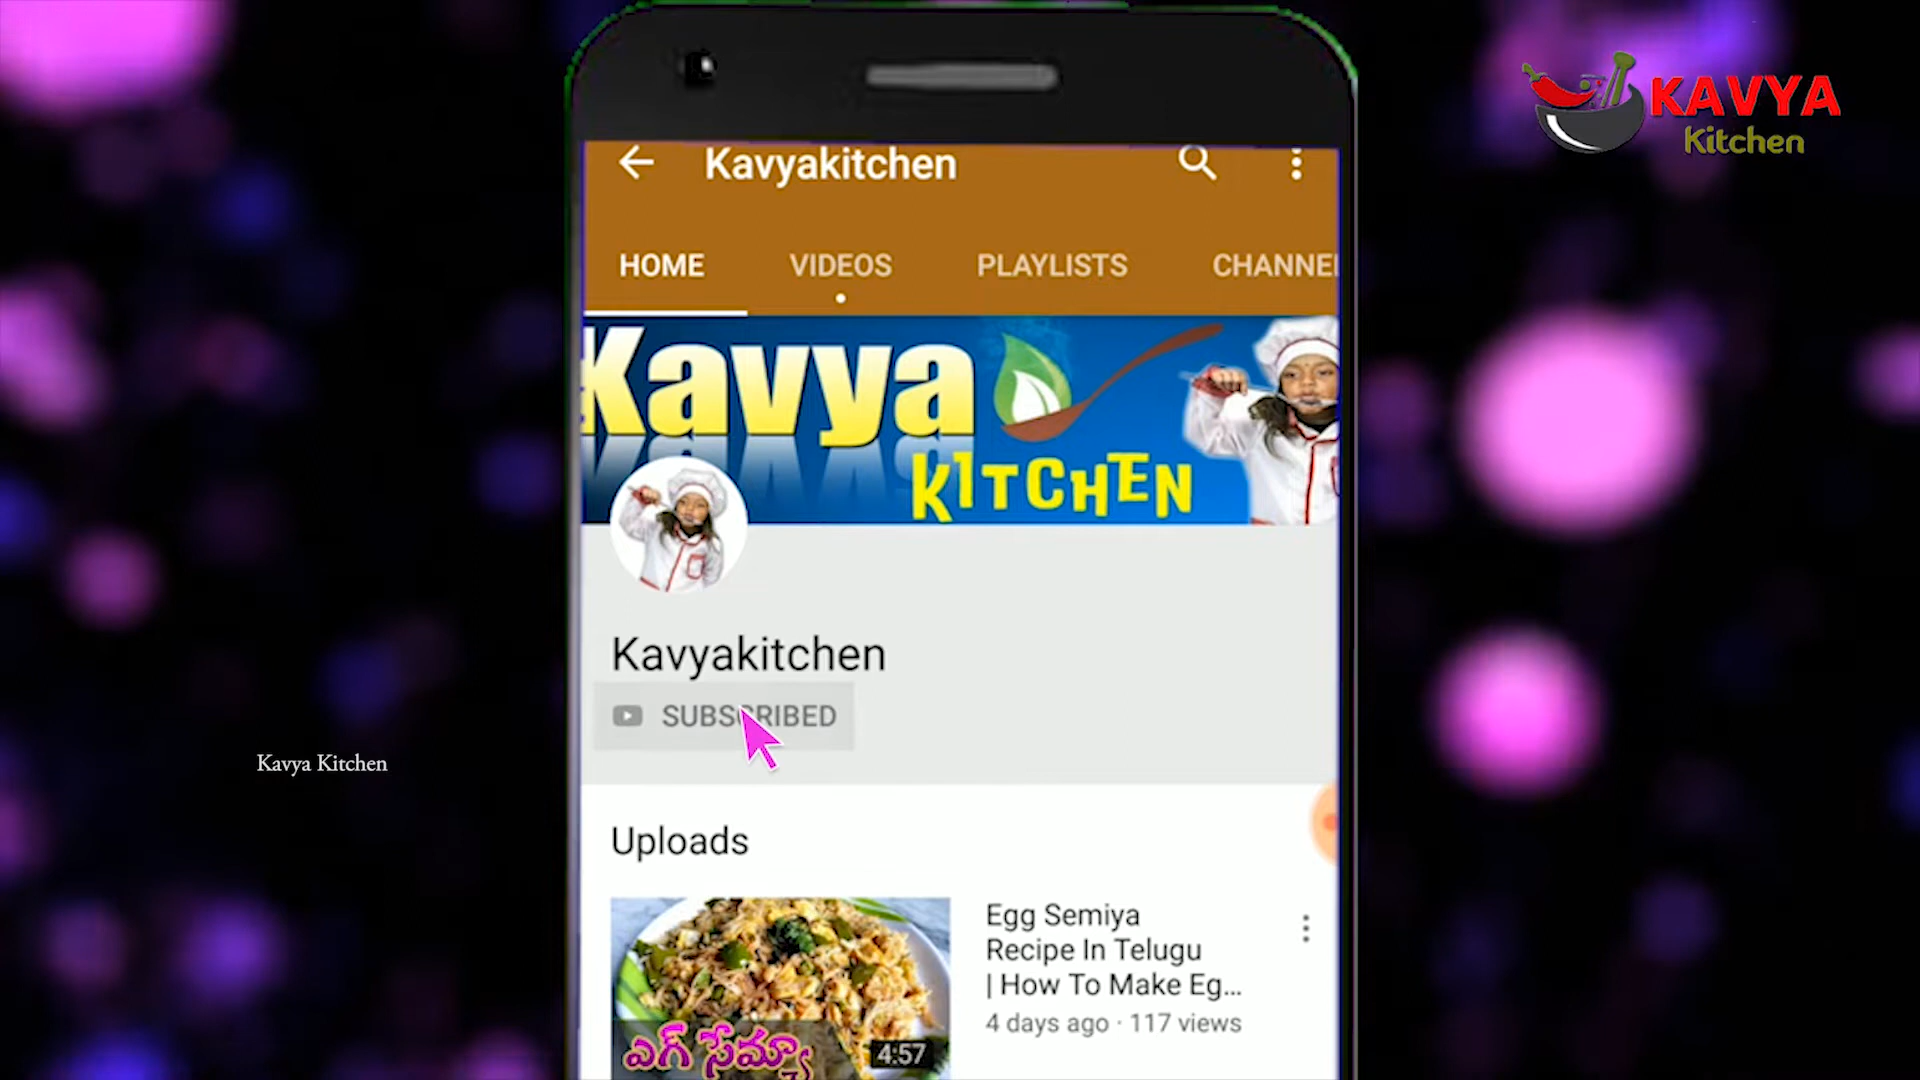 KAVYA
Kitchen
Kavyakitchen
HOME VIDEOS PLAYLISTS CHANNEL
Kavya
KITCHEN
Kavyakitchen
SUBSCRIBED
Kavya Kitchen
Uploads
Egg Semiya
Recipe In Telugu
| How To Make Eg...
4 days ago · 117 views
ఎగ్ సేమ్యా
4:57